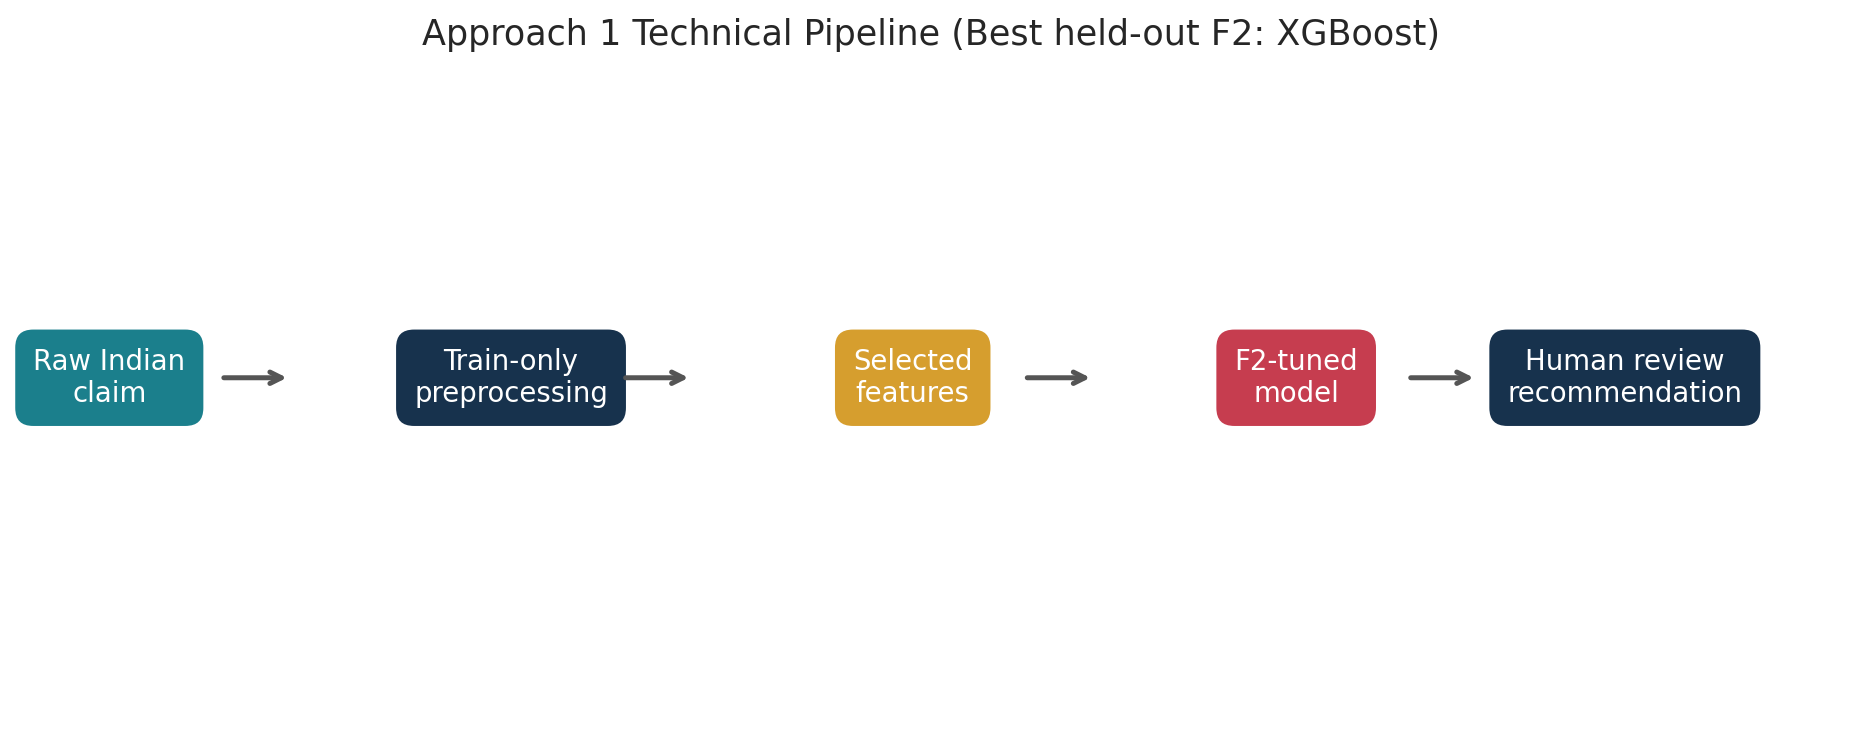 Approach 1 Technical Pipeline (Best held-out F2: XGBoost)
Raw Indian
claim
Train-only
preprocessing
Selected
features
F2-tuned
model
Human review
recommendation